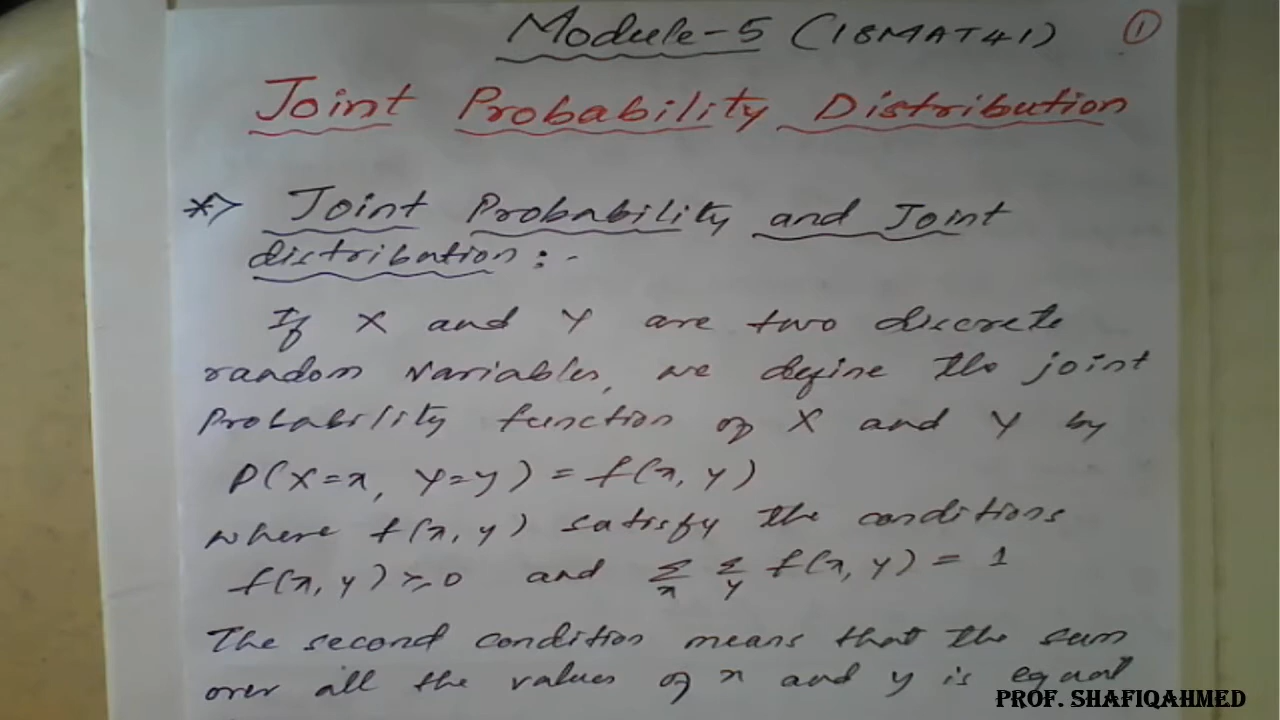 Module-5 (18MAT41) 1
Joint Probability Distribution
*> Joint Probability and Joint
distribution :-
If X and Y are two discrete
random variables, we define the joint
Probability function of X and Y by
P(X=x, Y=y) = f(x, y)
where f(x, y) satisfy the conditions
f(x, y) ≥ 0 and Σx Σy f(x, y) = 1
The second condition means that the sum
over all the values of x and y is equal
PROF. SHAFIQAHMED